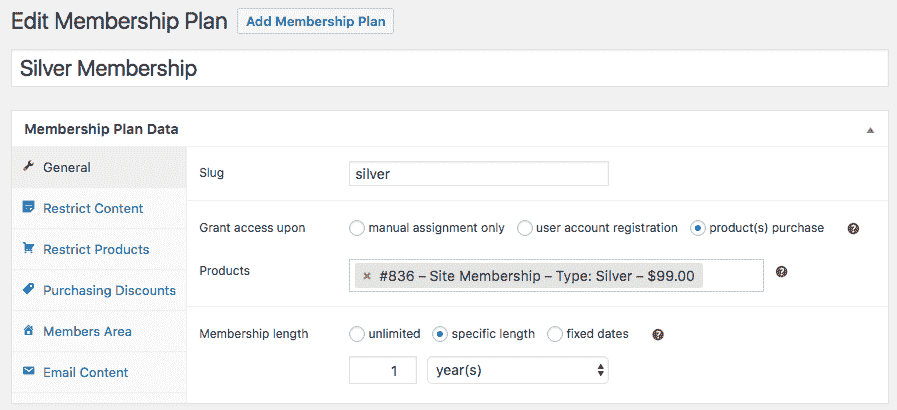 Edit Membership Plan Add Membership Plan
Silver Membership
Membership Plan Data
General
Restrict Content
Restrict Products
Purchasing Discounts
Members Area
Email Content
Slug silver
Grant access upon manual assignment only user account registration product(s) purchase ?
Products × #836 – Site Membership – Type: Silver – $99.00 ?
Membership length unlimited specific length fixed dates ?
1 year(s)